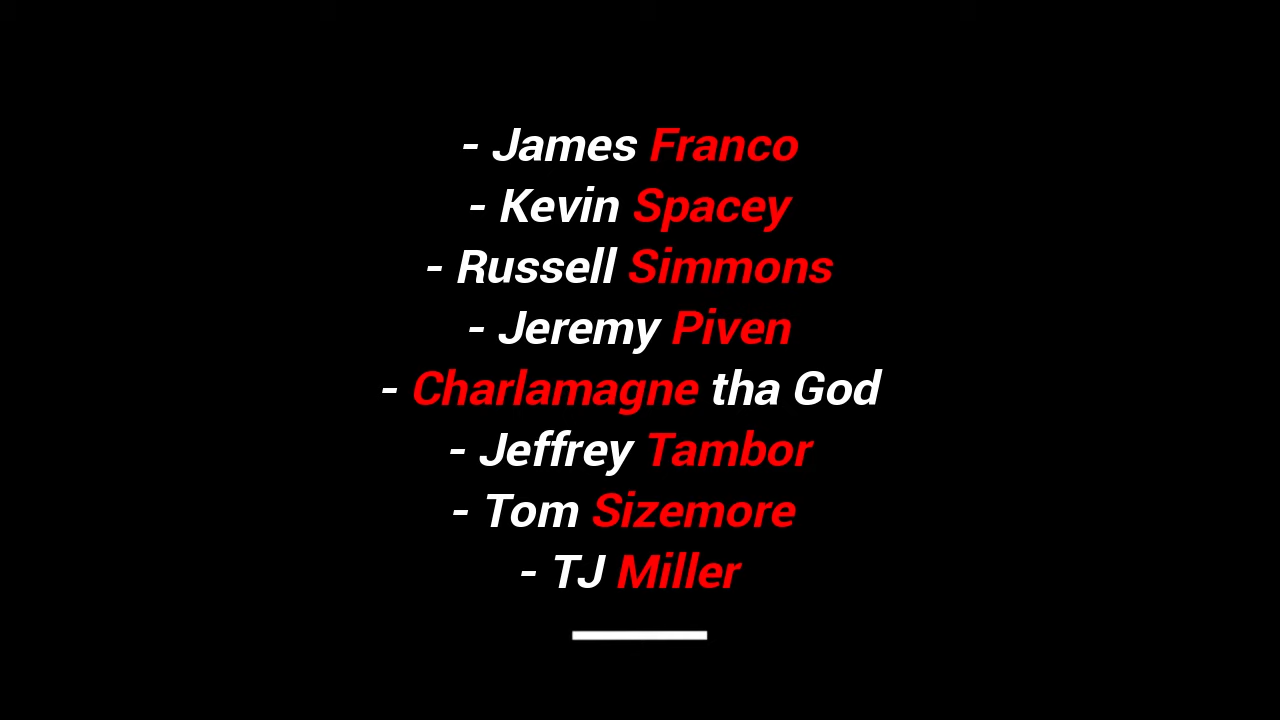 - James Franco
- Kevin Spacey
- Russell Simmons
- Jeremy Piven
- Charlamagne tha God
- Jeffrey Tambor
- Tom Sizemore
- TJ Miller